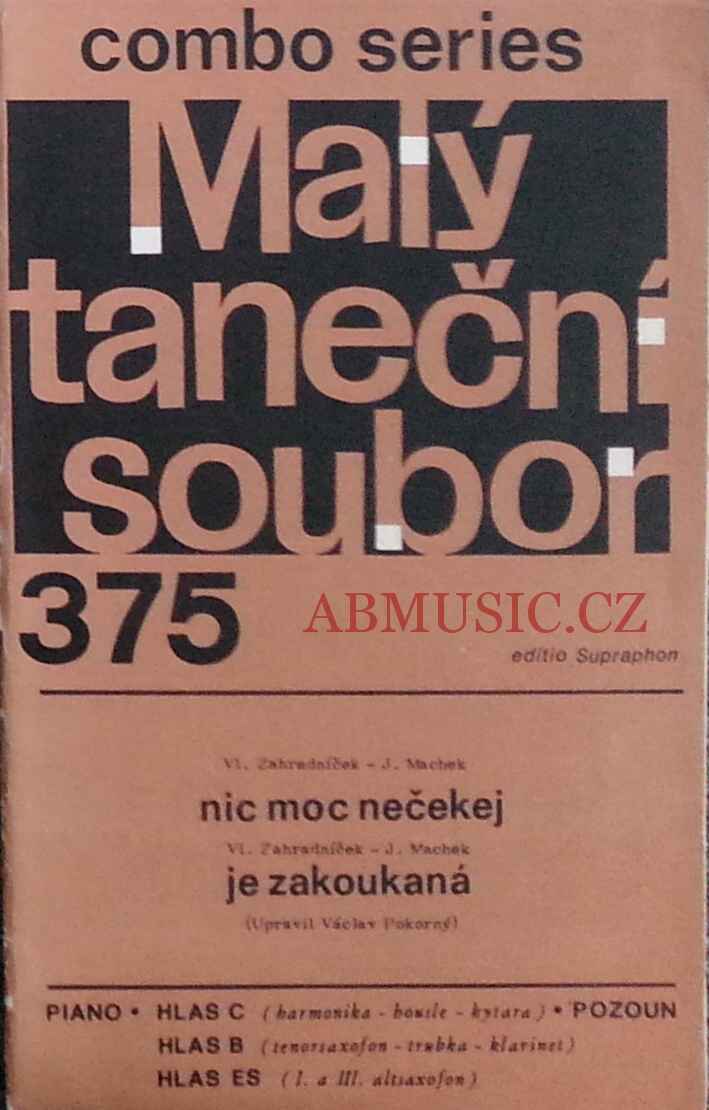 combo series
Malý
taneční
soubor
375
ABMUSIC.CZ
editio Supraphon
Vl. Zahradníček - J. Machek
nic moc nečekej
Vl. Zahradníček - J. Machek
je zakoukaná
(Upravil Václav Pokorný)
PIANO • HLAS C (harmonika - housle - kytara) • POZOUN
HLAS B (tenorsaxofon - trubka - klarinet)
HLAS ES (I. a III. altsaxofon)